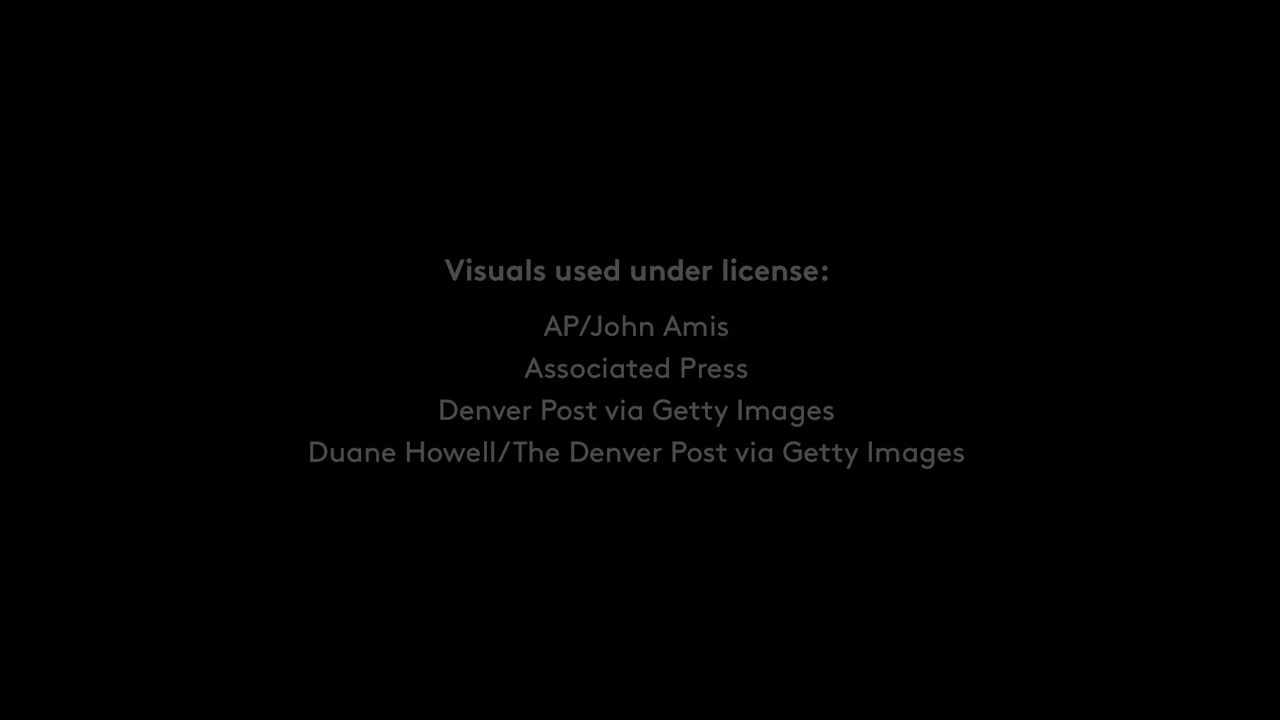 Visuals used under license:
AP/John Amis
Associated Press
Denver Post via Getty Images
Duane Howell/The Denver Post via Getty Images